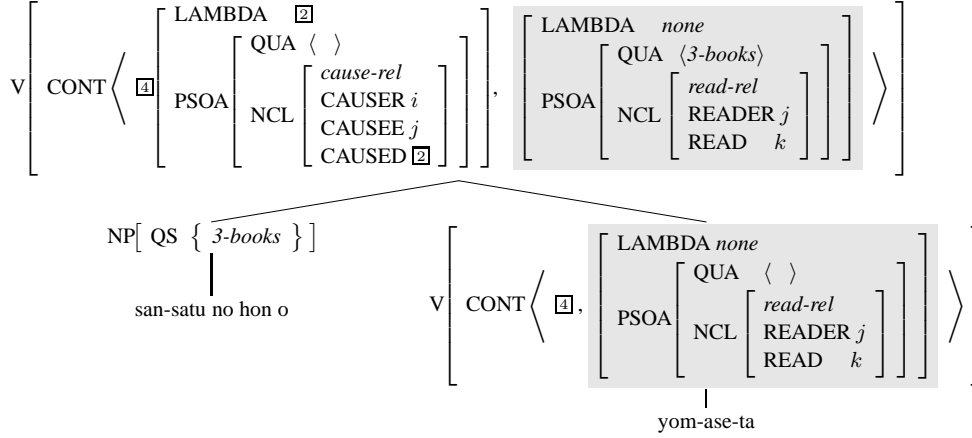 LAMBDA 2 LAMBDA none
QUA ⟨ ⟩ QUA ⟨3-books⟩
cause-rel read-rel
V CONT 4 PSOA NCL CAUSER i , PSOA NCL READER j
CAUSEE j READ k
CAUSED 2
NP[ QS { 3-books } ]
san-satu no hon o
LAMBDA none
QUA ⟨ ⟩
read-rel
V CONT 4 , PSOA NCL READER j
READ k
yom-ase-ta